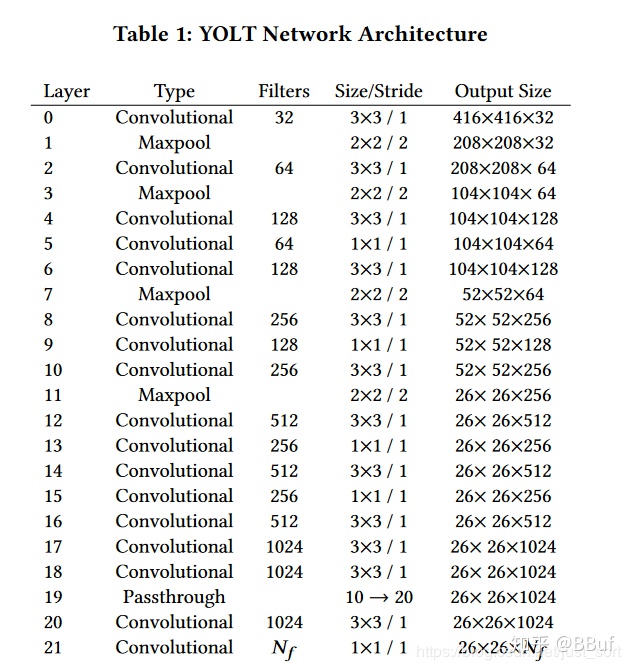 Table 1: YOLT Network Architecture
Layer Type Filters Size/Stride Output Size
0 Convolutional 32 3×3 / 1 416×416×32
1 Maxpool 2×2 / 2 208×208×32
2 Convolutional 64 3×3 / 1 208×208× 64
3 Maxpool 2×2 / 2 104×104× 64
4 Convolutional 128 3×3 / 1 104×104×128
5 Convolutional 64 1×1 / 1 104×104×64
6 Convolutional 128 3×3 / 1 104×104×128
7 Maxpool 2×2 / 2 52×52×64
8 Convolutional 256 3×3 / 1 52× 52×256
9 Convolutional 128 1×1 / 1 52× 52×128
10 Convolutional 256 3×3 / 1 52× 52×256
11 Maxpool 2×2 / 2 26× 26×256
12 Convolutional 512 3×3 / 1 26× 26×512
13 Convolutional 256 1×1 / 1 26× 26×256
14 Convolutional 512 3×3 / 1 26× 26×512
15 Convolutional 256 1×1 / 1 26× 26×256
16 Convolutional 512 3×3 / 1 26× 26×512
17 Convolutional 1024 3×3 / 1 26× 26×1024
18 Convolutional 1024 3×3 / 1 26× 26×1024
19 Passthrough 10 → 20 26× 26×1024
20 Convolutional 1024 3×3 / 1 26×26×1024
21 Convolutional Nf 1×1 / 1 26×26×Nf
知乎 @BBuf